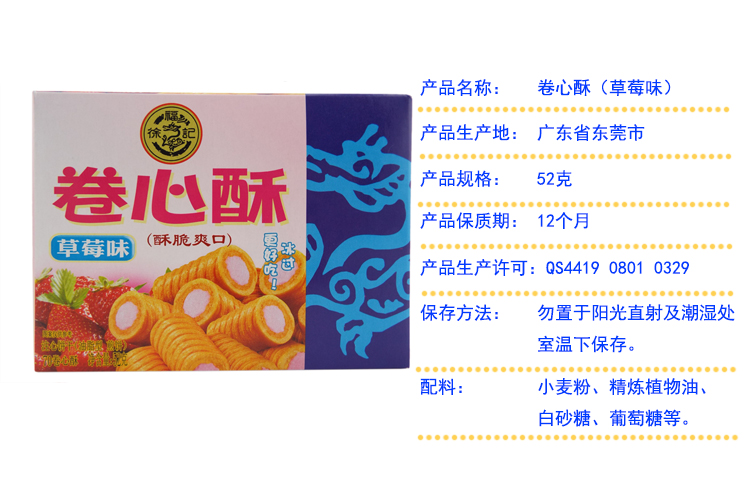 徐福記
卷心酥
草莓味
(酥脆爽口)
冰过
更好吃!
产品名称： 卷心酥（草莓味）
产品生产地： 广东省东莞市
产品规格： 52克
产品保质期： 12个月
产品生产许可：QS4419 0801 0329
保存方法： 勿置于阳光直射及潮湿处
室温下保存。
配料： 小麦粉、精炼植物油、
白砂糖、葡萄糖等。